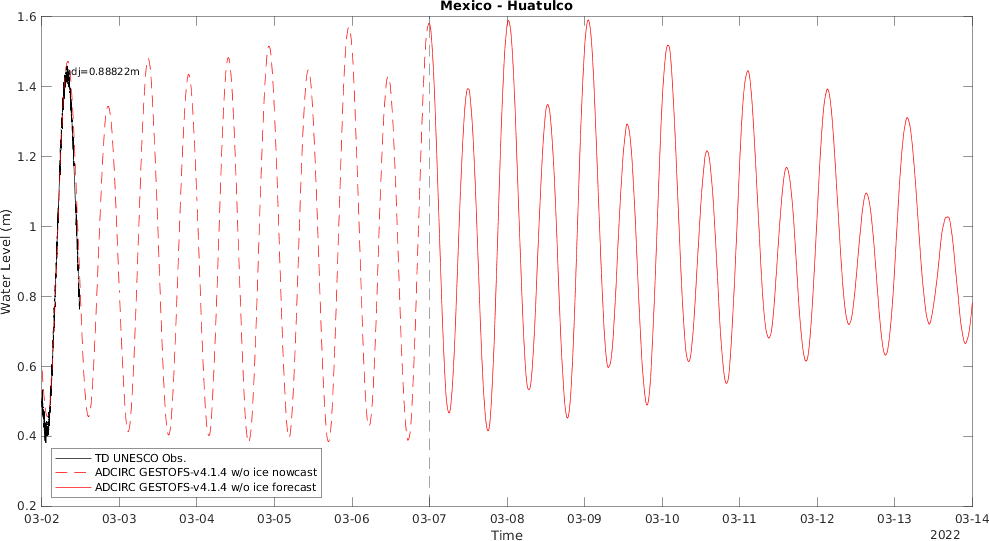 Mexico - Huatulco
1.6
1.4
1.2
1
0.8
0.6
0.4
0.2
Water Level (m)
dj=0.88822m
TD UNESCO Obs.
ADCIRC GESTOFS-v4.1.4 w/o ice nowcast
ADCIRC GESTOFS-v4.1.4 w/o ice forecast
03-02 03-03 03-04 03-05 03-06 03-07 03-08 03-09 03-10 03-11 03-12 03-13 03-14
Time
2022